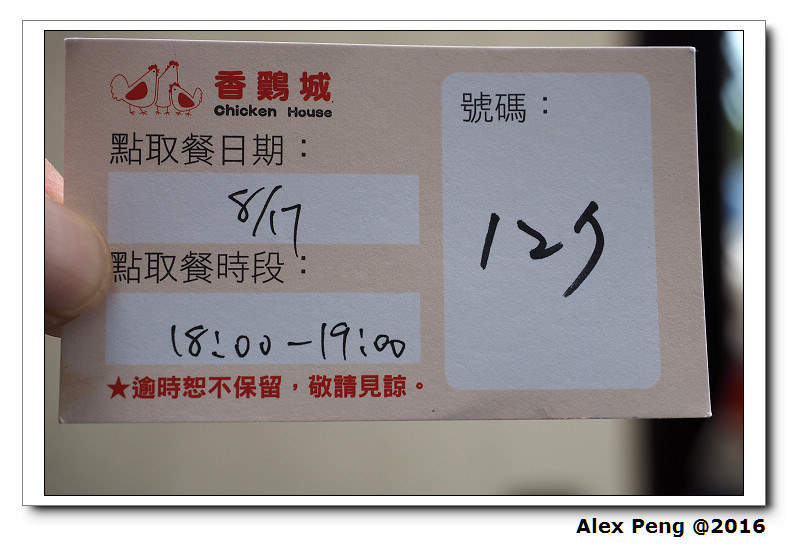 香鷄城
Chicken House
點取餐日期：
8/17
點取餐時段：
18:00-19:00
★逾時恕不保留，敬請見諒。
號碼：
129
Alex Peng @2016